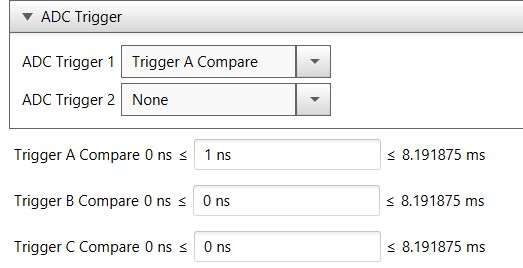 ADC Trigger
ADC Trigger 1 Trigger A Compare
ADC Trigger 2 None
Trigger A Compare 0 ns ≤ 1 ns ≤ 8.191875 ms
Trigger B Compare 0 ns ≤ 0 ns ≤ 8.191875 ms
Trigger C Compare 0 ns ≤ 0 ns ≤ 8.191875 ms